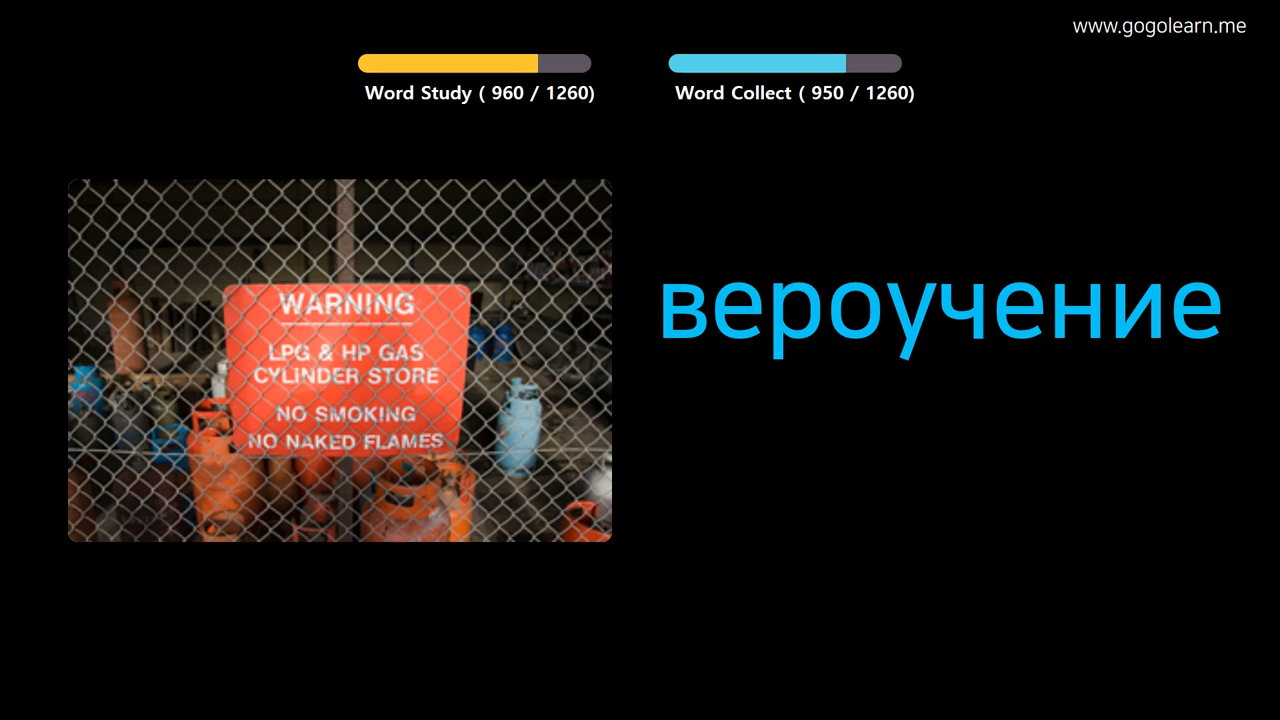 www.gogolearn.me
Word Study ( 960 / 1260)
Word Collect ( 950 / 1260)
WARNING
LPG & HP GAS
CYLINDER STORE
NO SMOKING
NO NAKED FLAMES
вероучение